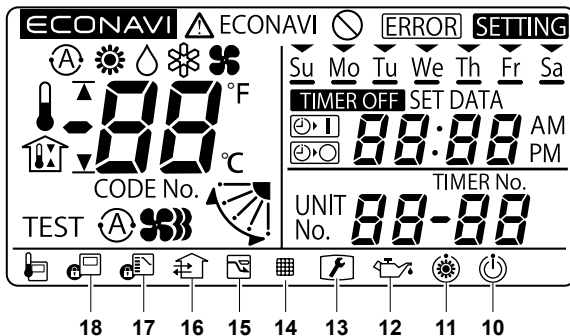 ECONAVI ECONAVI ERROR SETTING
A
Su Mo Tu We Th Fr Sa
TIMER OFF SET DATA
88 °F °C
88:88 AM PM
CODE No.
TEST A
TIMER No.
UNIT No. 88-88
18 17 16 15 14 13 12 11 10